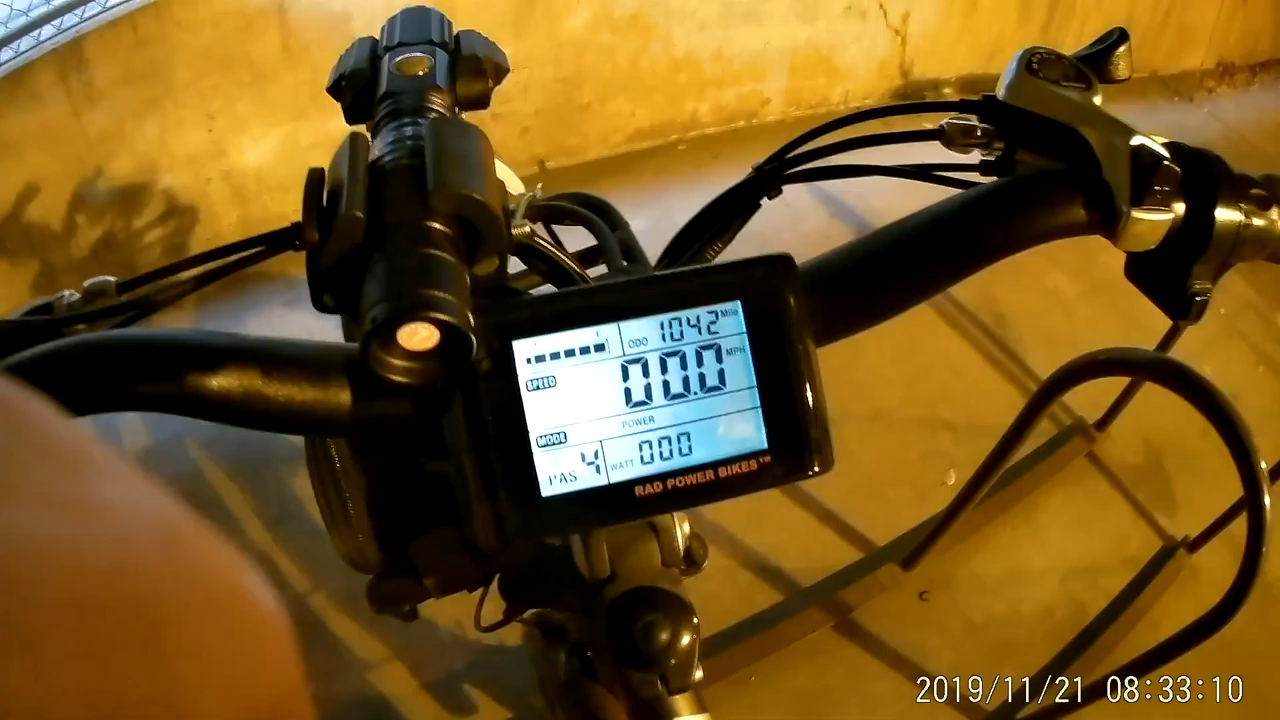 ODO 1042 Mile
SPEED 00.0 MPH
POWER
MODE
PAS 4 WATT 000
RAD POWER BIKES™
2019/11/21 08:33:10